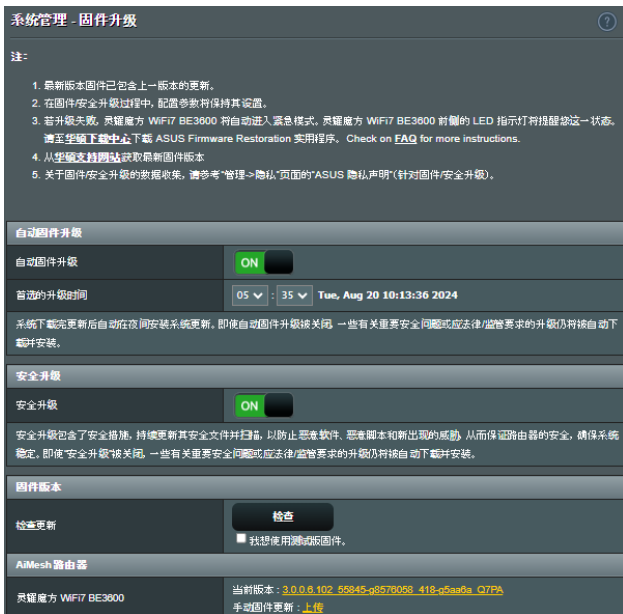 系统管理 - 固件升级
?
注:
1. 最新版本固件已包含上一版本的更新。
2. 在固件/安全升级过程中, 配置参数将保持其设置。
3. 若升级失败, 灵耀魔方 WiFi7 BE3600 将自动进入紧急模式。灵耀魔方 WiFi7 BE3600 前侧的 LED 指示灯将提醒您这一状态。
请至华硕下载中心下载 ASUS Firmware Restoration 实用程序。 Check on FAQ for more instructions.
4. 从华硕支持网站获取最新固件版本
5. 关于固件/安全升级的数据收集, 请参考“管理->隐私”页面的“ASUS 隐私声明”(针对固件/安全升级)。
自动固件升级
自动固件升级 ON
首选的升级时间 05 : 35 Tue, Aug 20 10:13:36 2024
系统下载完更新后自动在夜间安装系统更新。即使自动固件升级被关闭, 一些有关重要安全问题或应法律/监管要求的升级仍将被自动下
载并安装。
安全升级
安全升级 ON
安全升级包含了安全措施, 持续更新其安全文件并扫描, 以防止恶意软件、恶意脚本和新出现的威胁, 从而保证路由器的安全, 确保系统
稳定。即使“安全升级”被关闭, 一些有关重要安全问题或应法律/监管要求的升级仍将被自动下载并安装。
固件版本
检查更新 检查
我想使用测试版固件。
AiMesh 路由器
灵耀魔方 WiFi7 BE3600 当前版本 : 3.0.0.6.102_55845-g8576058_418-g5aa6a_Q7PA
手动固件更新 : 上传